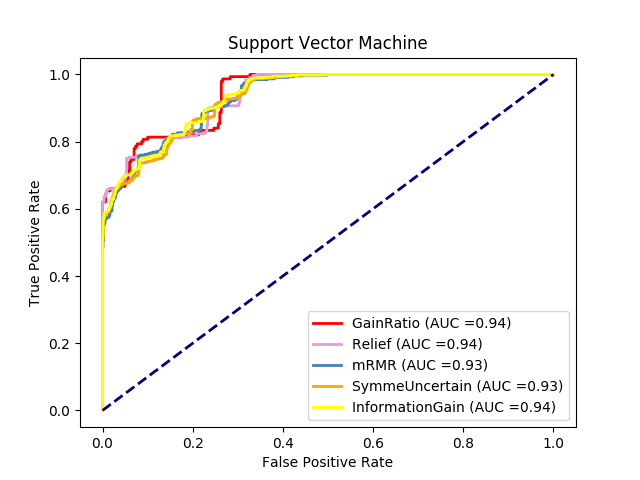 Support Vector Machine
True Positive Rate
1.0
0.8
0.6
0.4
0.2
0.0
GainRatio (AUC =0.94)
Relief (AUC =0.94)
mRMR (AUC =0.93)
SymmeUncertain (AUC =0.93)
InformationGain (AUC =0.94)
0.0 0.2 0.4 0.6 0.8 1.0
False Positive Rate